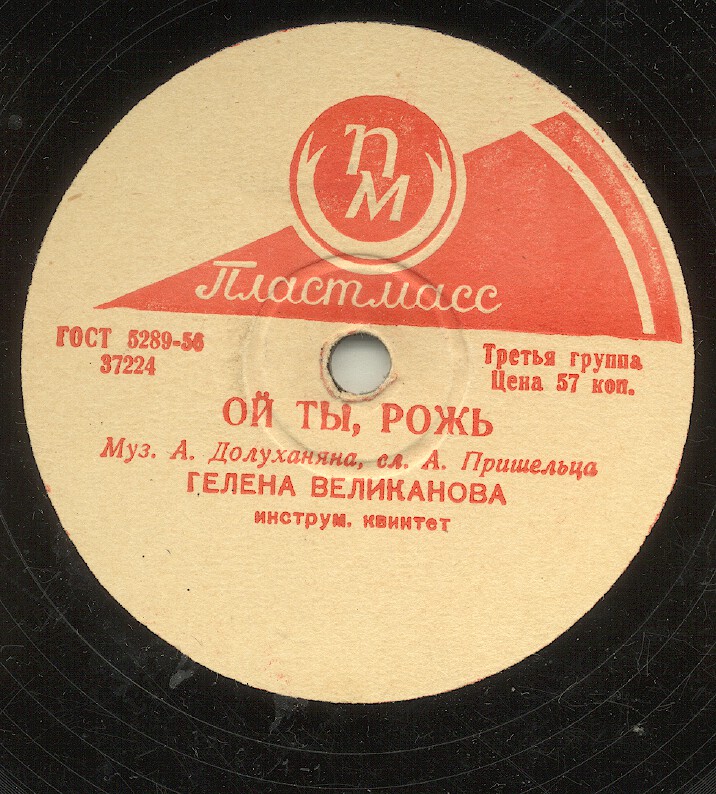 ПМ
Пластмасс
ГОСТ 5289-56
37224
Третья группа
Цена 57 коп.
ОЙ ТЫ, РОЖЬ
Муз. А. Долуханяна, сл. А. Пришельца
ГЕЛЕНА ВЕЛИКАНОВА
инструм. квинтет